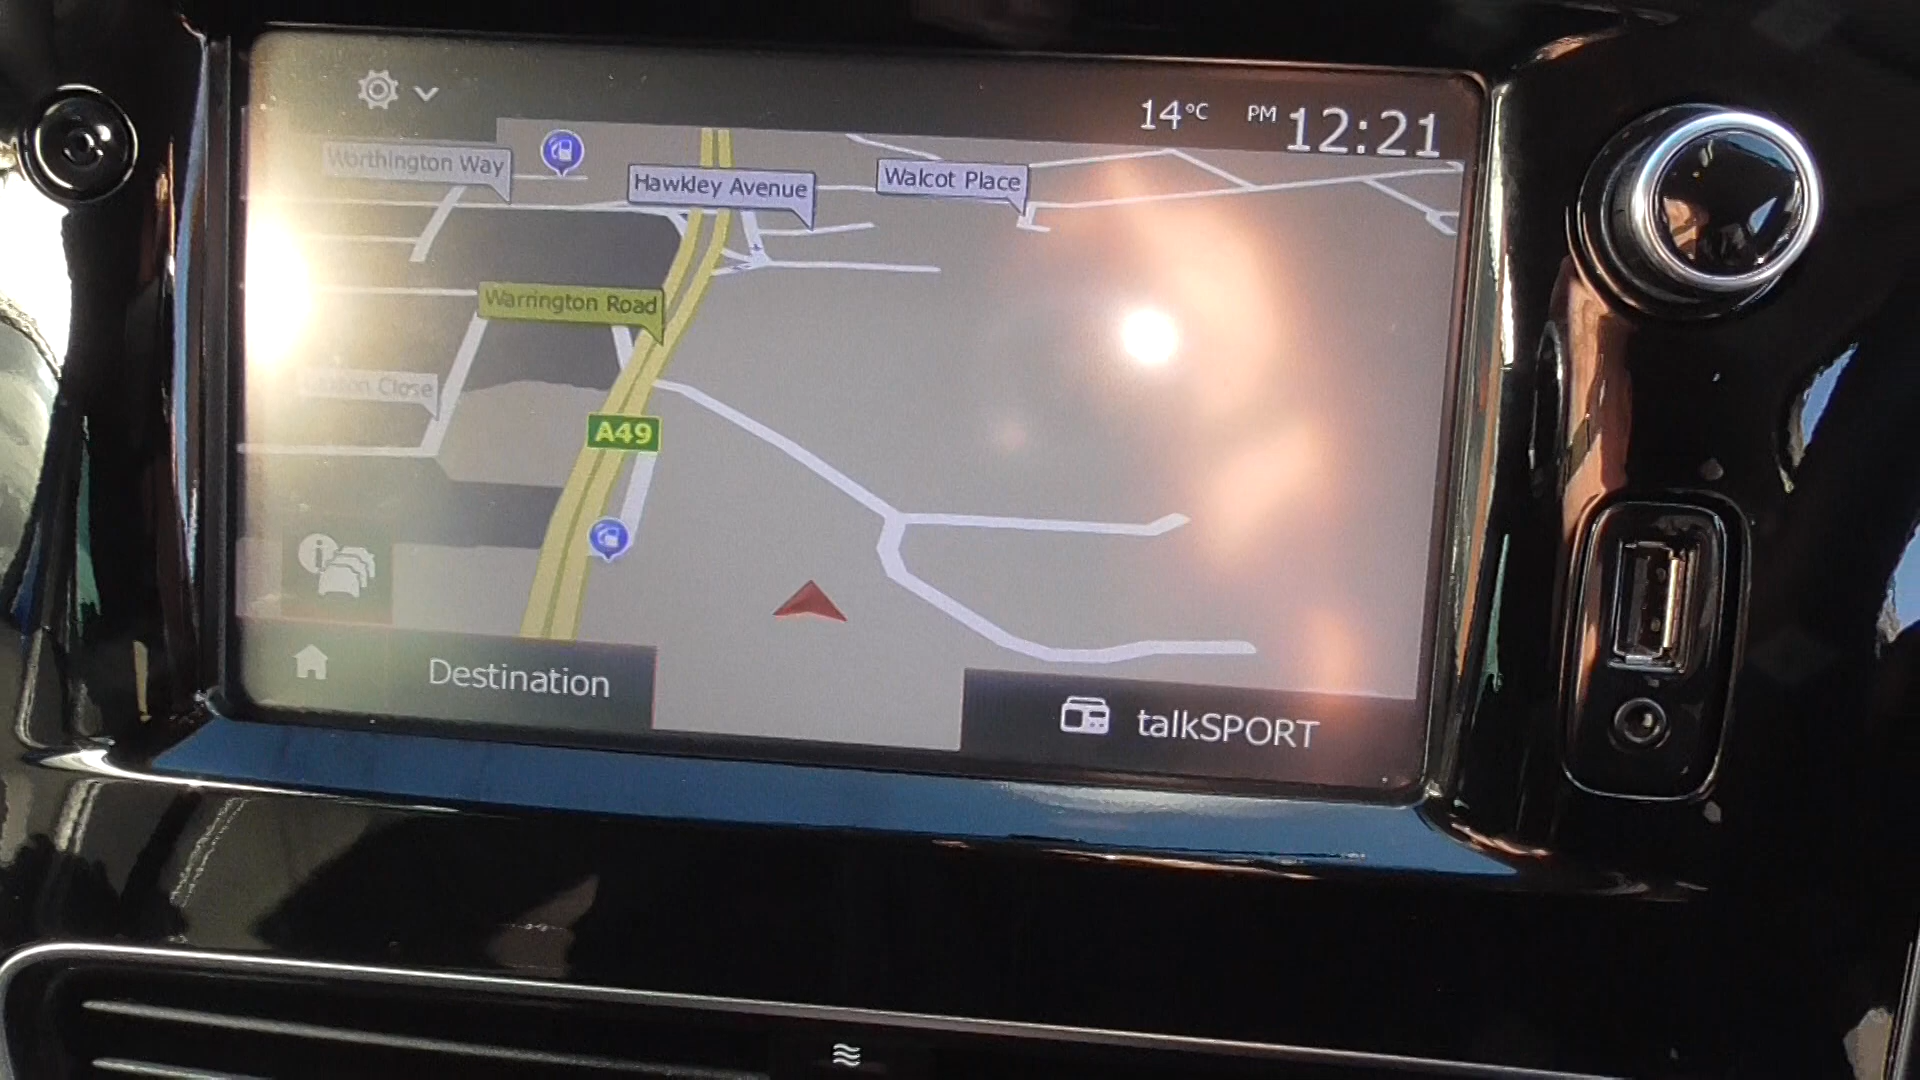 14°C PM 12:21
Worthington Way
Hawkley Avenue
Walcot Place
Warrington Road
Close
A49
Destination
talkSPORT